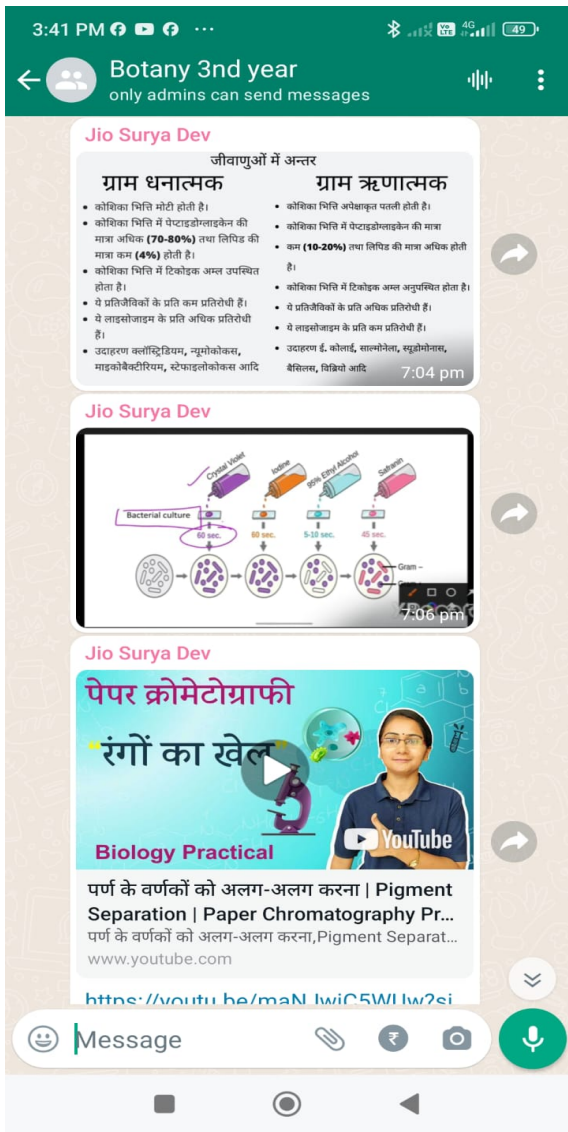 3:41 PM
4G
Vo LTE
49
Botany 3nd year
only admins can send messages
Jio Surya Dev
जीवाणुओं में अन्तर
ग्राम धनात्मक
कोशिका भित्ति मोटी होती है।
कोशिका भित्ति में पेप्टाइडोग्लाइकेन की
मात्रा अधिक (70-80%) तथा लिपिड की
मात्रा कम (4%) होती है।
कोशिका भित्ति में टिकोइक अम्ल उपस्थित
होता है।
ये प्रतिजैविकों के प्रति कम प्रतिरोधी हैं।
ये लाइसोजाइम के प्रति अधिक प्रतिरोधी
हैं।
उदाहरण क्लॉस्ट्रिडियम, न्यूमोकोकस,
माइकोबैक्टीरियम, स्टेफाइलोकोकस आदि
ग्राम ऋणात्मक
कोशिका भित्ति अपेक्षाकृत पतली होती है।
कोशिका भित्ति में पेप्टाइडोग्लाइकेन की मात्रा
कम (10-20%) तथा लिपिड की मात्रा अधिक होती
है।
कोशिका भित्ति में टिकोइक अम्ल अनुपस्थित होता है।
ये प्रतिजैविकों के प्रति अधिक प्रतिरोधी हैं।
ये लाइसोजाइम के प्रति कम प्रतिरोधी हैं।
उदाहरण ई. कोलाई, साल्मोनेला, स्यूडोमोनास,
बैसिलस, विब्रियो आदि
7:04 pm
Jio Surya Dev
Crystal Violet
Iodine
95% Ethyl Alcohol
Safranin
Bacterial culture
60 sec.
60 sec.
5-10 sec.
45 sec.
Gram –
7:06 pm
Jio Surya Dev
पेपर क्रोमेटोग्राफी
"रंगों का खेल"
YouTube
Biology Practical
पर्ण के वर्णकों को अलग-अलग करना | Pigment
Separation | Paper Chromatography Pr...
पर्ण के वर्णकों को अलग-अलग करना,Pigment Separat...
www.youtube.com
Message
₹